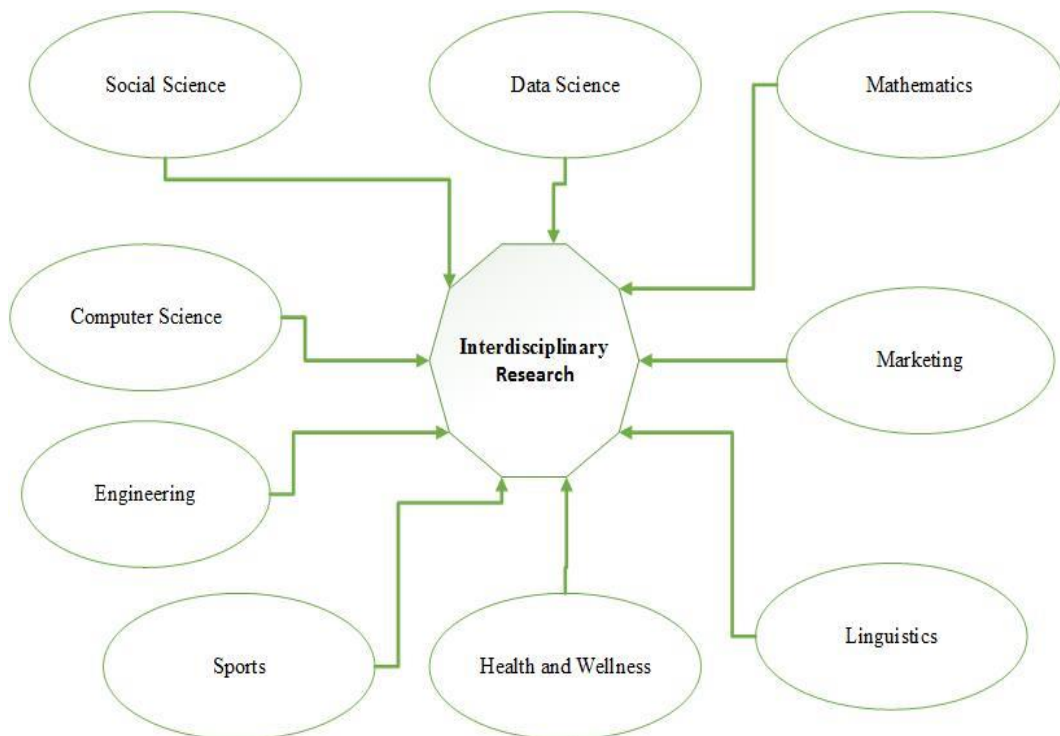 Social Science
Data Science
Mathematics
Computer Science
Interdisciplinary
Research
Marketing
Engineering
Sports
Health and Wellness
Linguistics